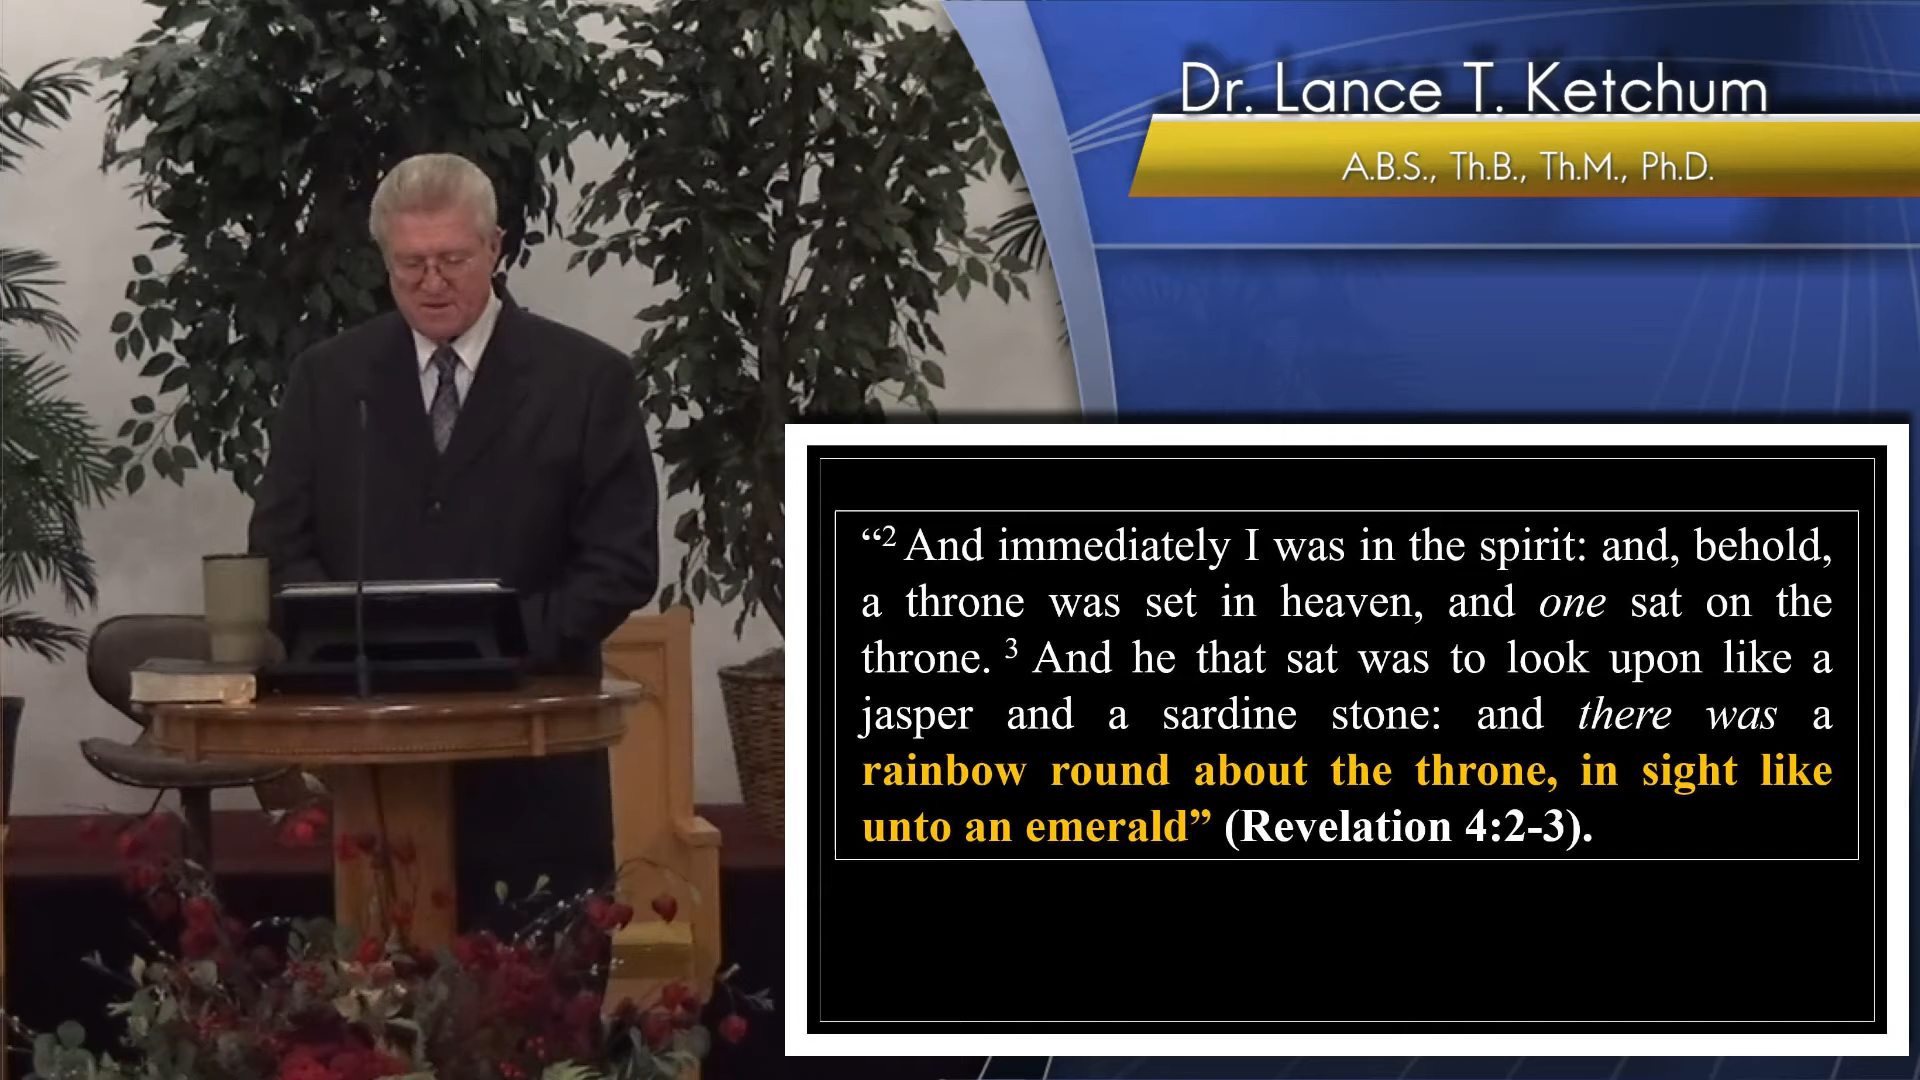 Dr. Lance T. Ketchum
A.B.S., Th.B., Th.M., Ph.D.
“2 And immediately I was in the spirit: and, behold,
a throne was set in heaven, and one sat on the
throne. 3 And he that sat was to look upon like a
jasper and a sardine stone: and there was a
rainbow round about the throne, in sight like
unto an emerald” (Revelation 4:2-3).